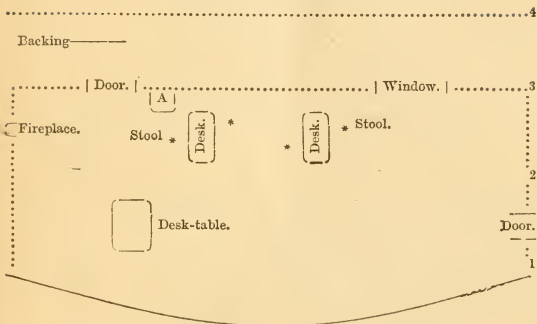 4
Backing
Door. Window. 3
A
Fireplace. Stool * Desk. * * Desk. * Stool.
2
Desk-table. Door.
1